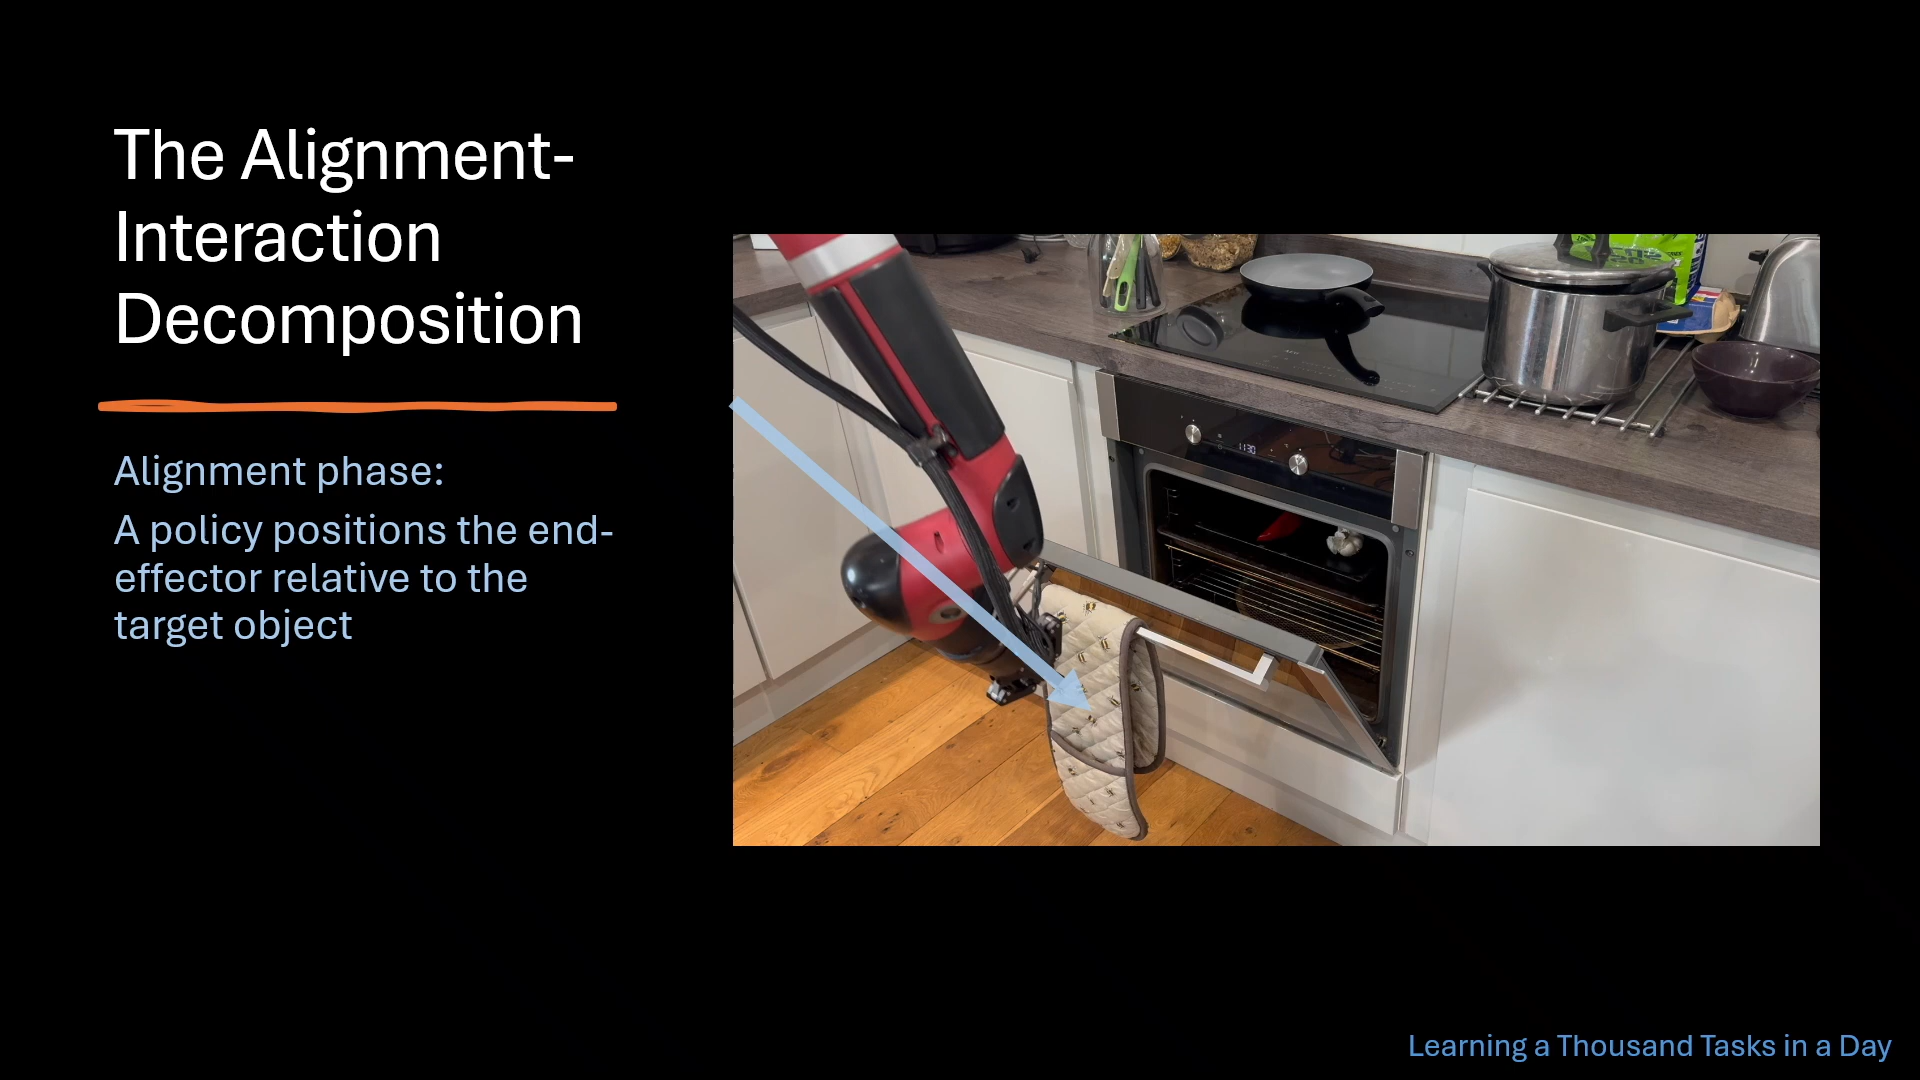 The Alignment-
Interaction
Decomposition
Alignment phase:
A policy positions the end-
effector relative to the
target object
Learning a Thousand Tasks in a Day